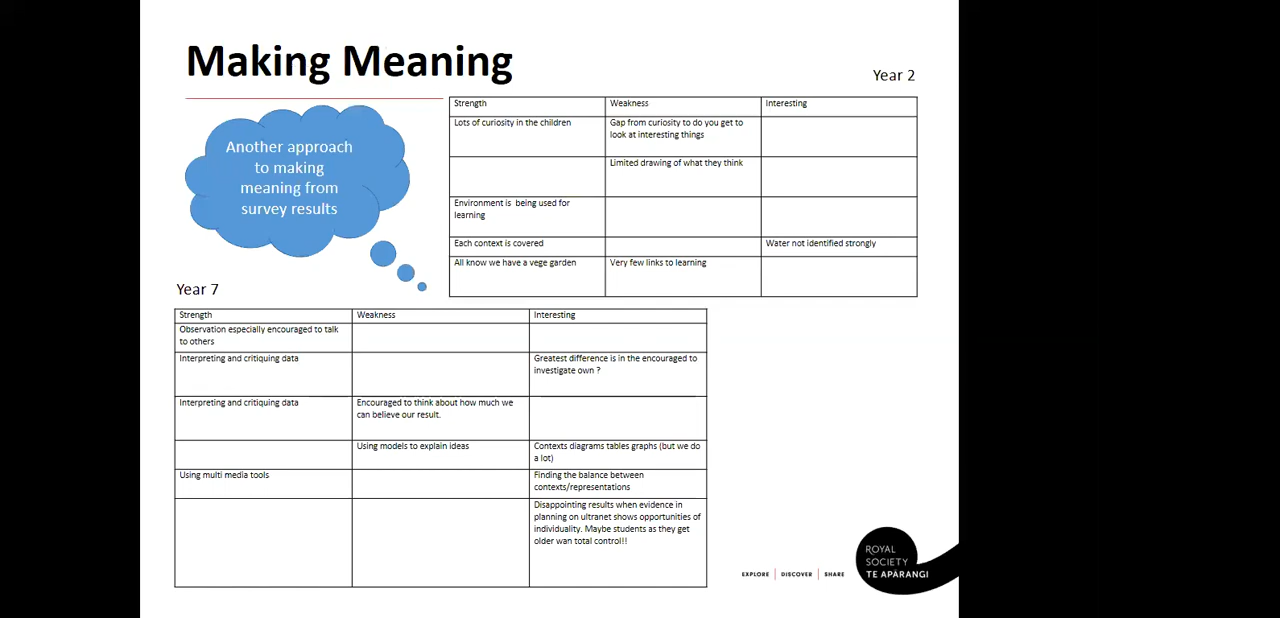 Making Meaning
Year 2
Another approach
to making
meaning from
survey results
Strength Weakness Interesting
Lots of curiosity in the children Gap from curiosity to do you get to
look at interesting things
Limited drawing of what they think
Environment is being used for
learning
Each context is covered Water not identified strongly
All know we have a vege garden Very few links to learning
Year 7
Strength Weakness Interesting
Observation especially encouraged to talk
to others
Interpreting and critiquing data Greatest difference is in the encouraged to
investigate own ?
Interpreting and critiquing data Encouraged to think about how much we
can believe our result.
Using models to explain ideas Contexts diagrams tables graphs (but we do
a lot)
Using multi media tools Finding the balance between
contexts/representations
Disappointing results when evidence in
planning on ultranet shows opportunities of
individuality. Maybe students as they get
older wan total control!!
EXPLORE | DISCOVER | SHARE
ROYAL
SOCIETY
TE APĀRANGI